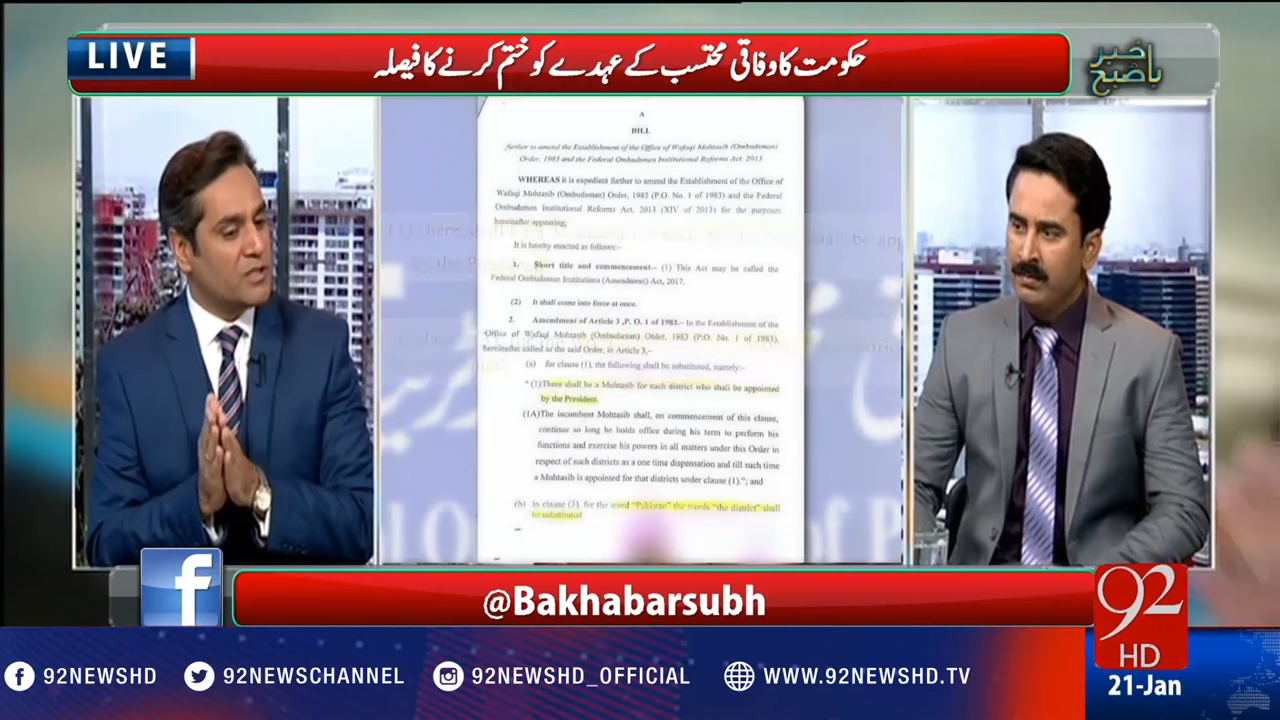 LIVE
حکومت کا وفاقی محتسب کے عہدے کو ختم کرنے کا فیصلہ
باخبر
صبح
A
BILL
further to amend the Establishment of the Office of Wafaqi Mohtasib (Ombudsman)
Order, 1983 and the Federal Ombudsmen Institutional Reforms Act, 2013
WHEREAS it is expedient further to amend the Establishment of the Office of
Wafaqi Mohtasib (Ombudsman) Order, 1983 (P.O. No. 1 of 1983) and the Federal
Ombudsmen Institutional Reforms Act, 2013 (XIV of 2013) for the purposes
hereinafter appearing;
It is hereby enacted as follows:-
1. Short title and commencement.- (1) This Act may be called the
Federal Ombudsmen Institutions (Amendment) Act, 2017.
(2) It shall come into force at once.
2. Amendment of Article 3 ,P. O. 1 of 1983.- In the Establishment of the
Office of Wafaqi Mohtasib (Ombudsman) Order, 1983 (P.O. No. 1 of 1983),
hereinafter called as the said Order, in Article 3,-
(a) for clause (1), the following shall be substituted, namely:-
" (1)There shall be a Mohtasib for each district who shall be appointed
by the President.
(1A)The incumbent Mohtasib shall, on commencement of this clause,
continue so long he holds office during his term to perform his
functions and exercise his powers in all matters under this Order in
respect of such districts as a one time dispensation and till such time
a Mohtasib is appointed for that districts under clause (1)."; and
(b) in clause (3), for the word "Pakistan" the words "the district" shall
be substituted.
@Bakhabarsubh
92
HD
21-Jan
92NEWSHD
92NEWSCHANNEL
92NEWSHD_OFFICIAL
WWW.92NEWSHD.TV